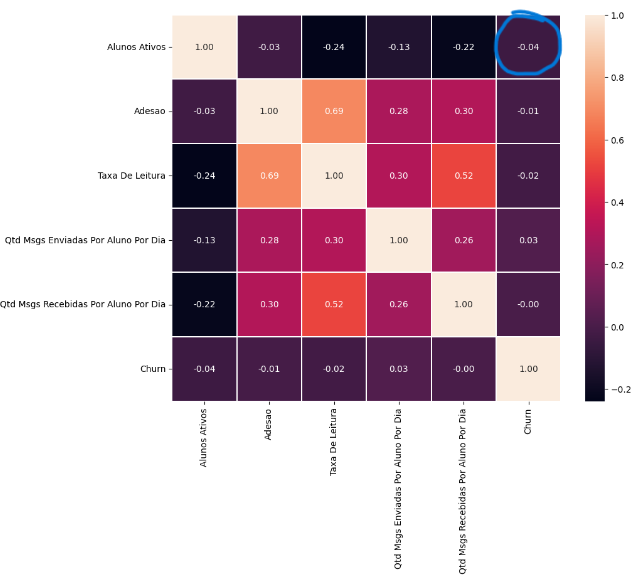 Alunos Ativos 1.00 -0.03 -0.24 -0.13 -0.22 -0.04
Adesao -0.03 1.00 0.69 0.28 0.30 -0.01
Taxa De Leitura -0.24 0.69 1.00 0.30 0.52 -0.02
Qtd Msgs Enviadas Por Aluno Por Dia -0.13 0.28 0.30 1.00 0.26 0.03
Qtd Msgs Recebidas Por Aluno Por Dia -0.22 0.30 0.52 0.26 1.00 -0.00
Churn -0.04 -0.01 -0.02 0.03 -0.00 1.00
Alunos Ativos
Adesao
Taxa De Leitura
Qtd Msgs Enviadas Por Aluno Por Dia
Qtd Msgs Recebidas Por Aluno Por Dia
Churn
1.0
0.8
0.6
0.4
0.2
0.0
−0.2